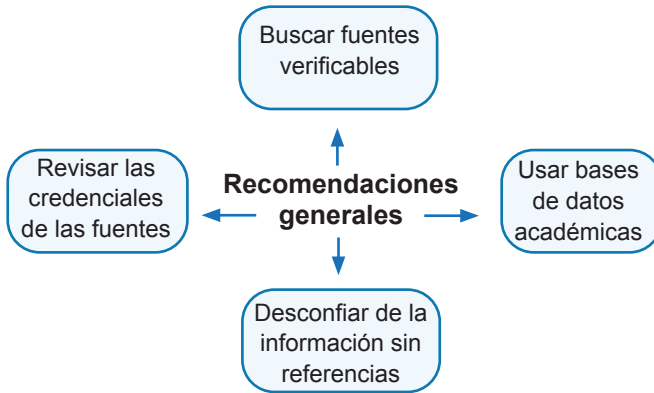 Buscar fuentes
verificables
Revisar las
credenciales
de las fuentes
Recomendaciones
generales
Usar bases
de datos
académicas
Desconfiar de la
información sin
referencias